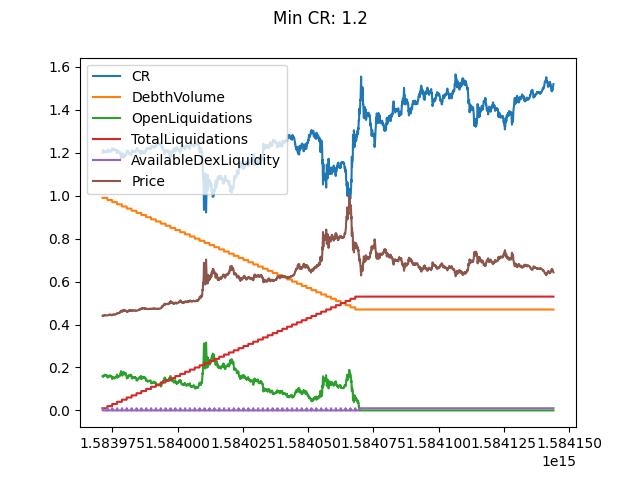 Min CR: 1.2
1.6
1.4
1.2
1.0
0.8
0.6
0.4
0.2
0.0
CR
DebthVolume
OpenLiquidations
TotalLiquidations
AvailableDexLiquidity
Price
1.583975 1.584000 1.584025 1.584050 1.584075 1.584100 1.584125 1.584150
1e15